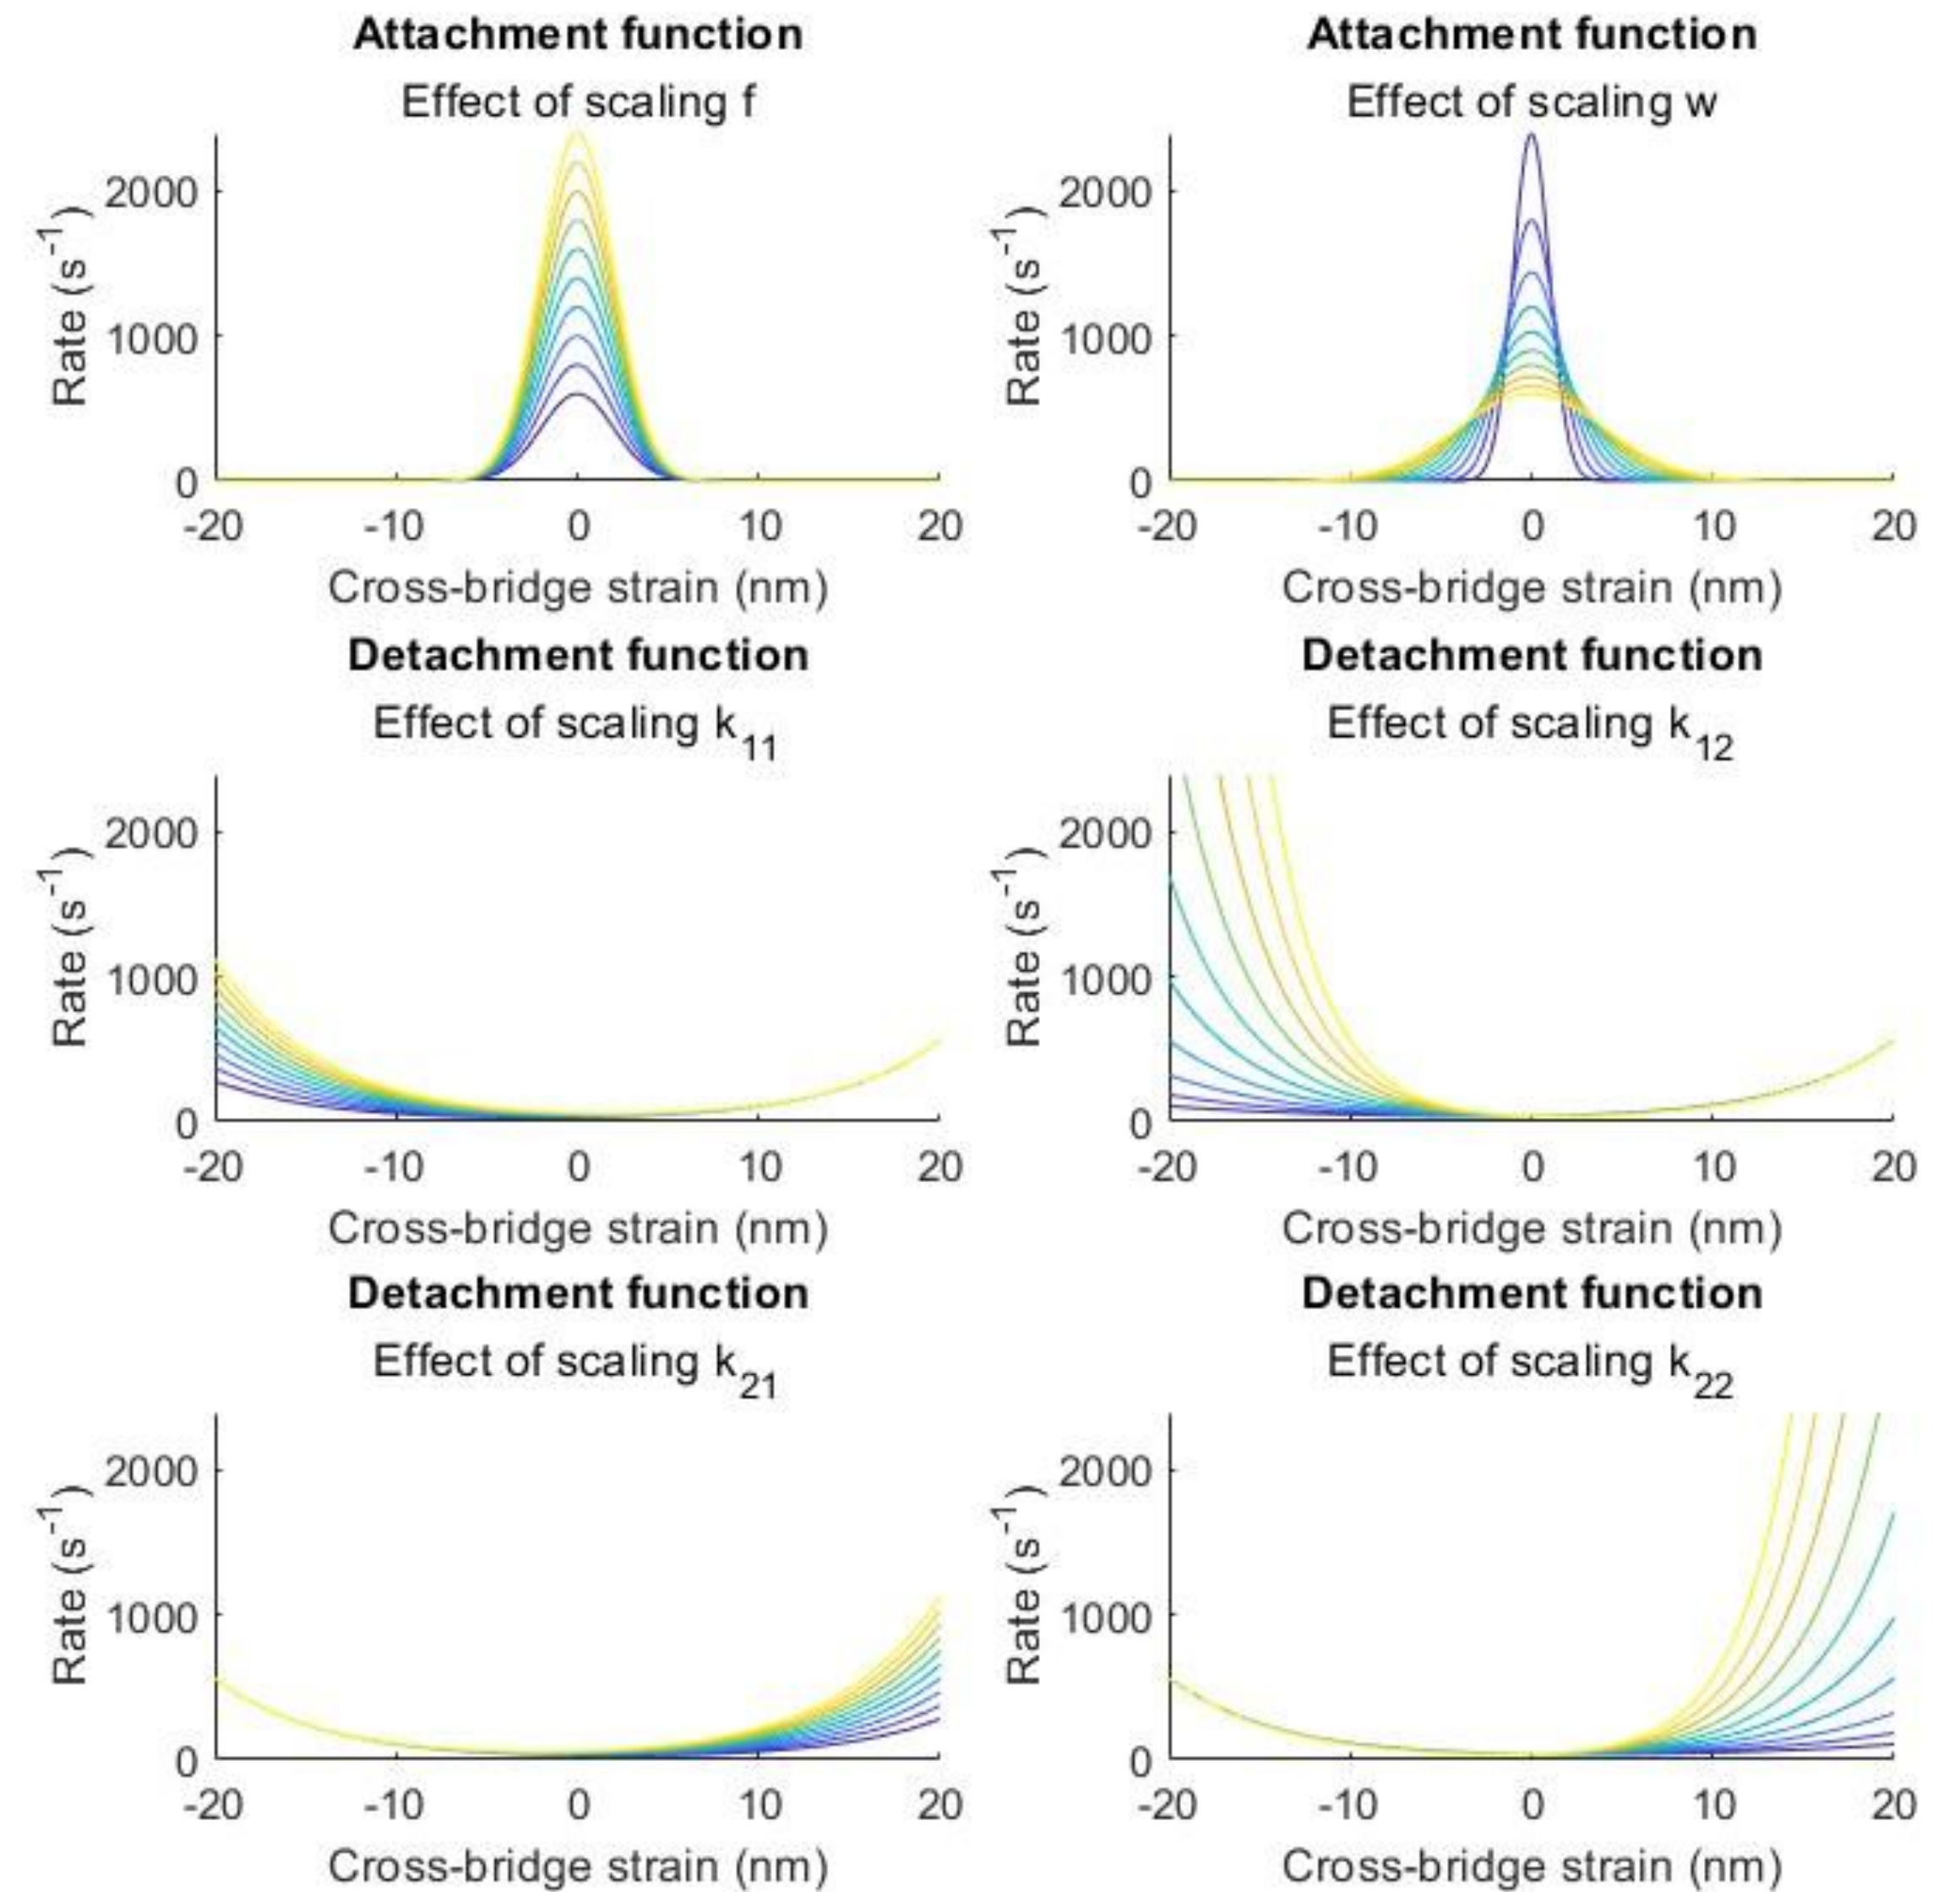 Attachment function
Effect of scaling f
Rate (s⁻¹)
2000
1000
0
-20 -10 0 10 20
Cross-bridge strain (nm)
Attachment function
Effect of scaling w
Rate (s⁻¹)
2000
1000
0
-20 -10 0 10 20
Cross-bridge strain (nm)
Detachment function
Effect of scaling k₁₁
Rate (s⁻¹)
2000
1000
0
-20 -10 0 10 20
Cross-bridge strain (nm)
Detachment function
Effect of scaling k₁₂
Rate (s⁻¹)
2000
1000
0
-20 -10 0 10 20
Cross-bridge strain (nm)
Detachment function
Effect of scaling k₂₁
Rate (s⁻¹)
2000
1000
0
-20 -10 0 10 20
Cross-bridge strain (nm)
Detachment function
Effect of scaling k₂₂
Rate (s⁻¹)
2000
1000
0
-20 -10 0 10 20
Cross-bridge strain (nm)